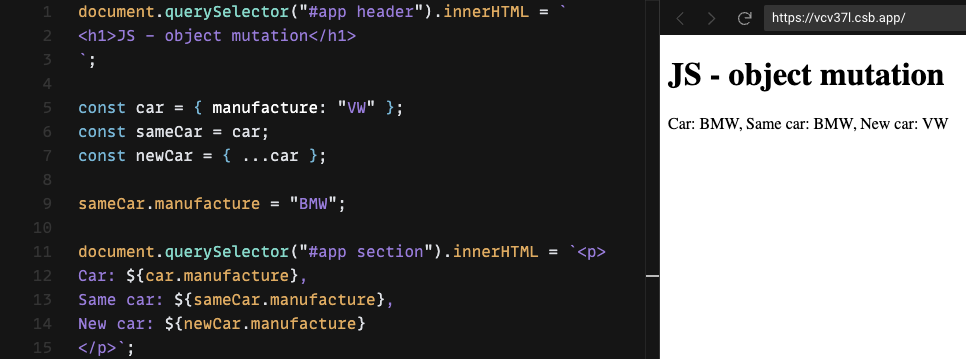 1 document.querySelector("#app header").innerHTML = `
2 <h1>JS - object mutation</h1>
3 `;
4
5 const car = { manufacture: "VW" };
6 const sameCar = car;
7 const newCar = { ...car };
8
9 sameCar.manufacture = "BMW";
10
11 document.querySelector("#app section").innerHTML = `<p>
12 Car: ${car.manufacture},
13 Same car: ${sameCar.manufacture},
14 New car: ${newCar.manufacture}
15 </p>`;
https://vcv37l.csb.app/
JS - object mutation
Car: BMW, Same car: BMW, New car: VW